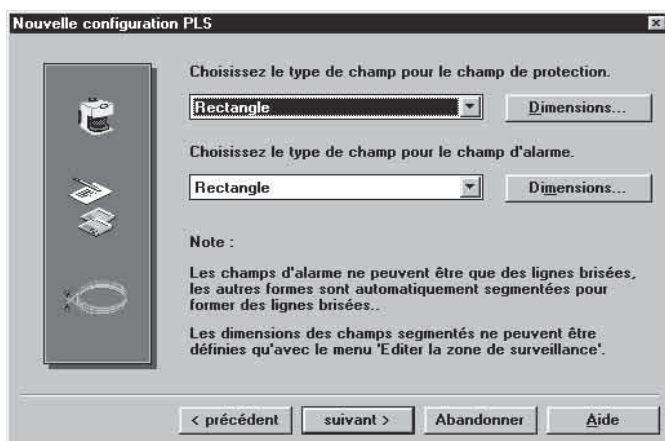 Nouvelle configuration PLS
Choisissez le type de champ pour le champ de protection.
Rectangle
Dimensions...
Choisissez le type de champ pour le champ d'alarme.
Rectangle
Dimensions...
Note :
Les champs d'alarme ne peuvent être que des lignes brisées,
les autres formes sont automatiquement segmentées pour
former des lignes brisées..
Les dimensions des champs segmentés ne peuvent être
définies qu'avec le menu 'Editer la zone de surveillance'.
< précédent
suivant >
Abandonner
Aide